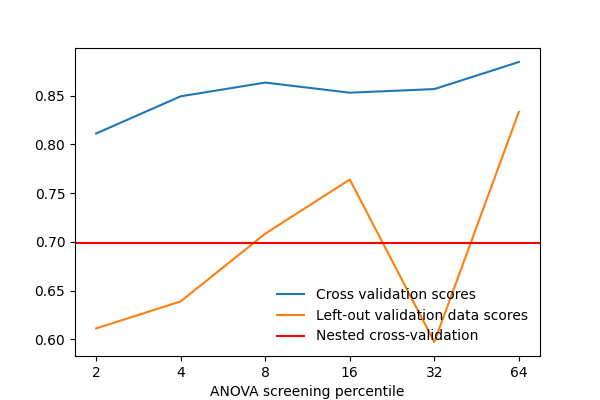 0.85
0.80
0.75
0.70
0.65
0.60
Cross validation scores
Left-out validation data scores
Nested cross-validation
2 4 8 16 32 64
ANOVA screening percentile